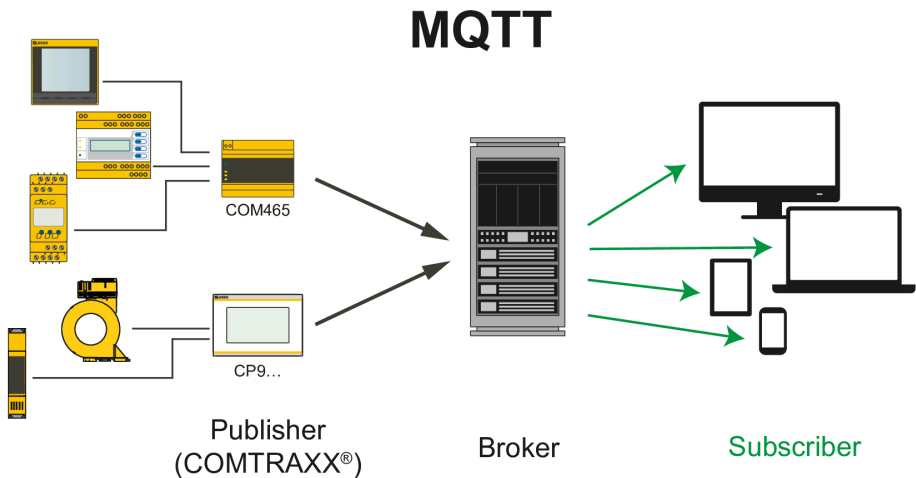 MQTT
COM465
CP9...
Publisher
(COMTRAXX®)
Broker
Subscriber